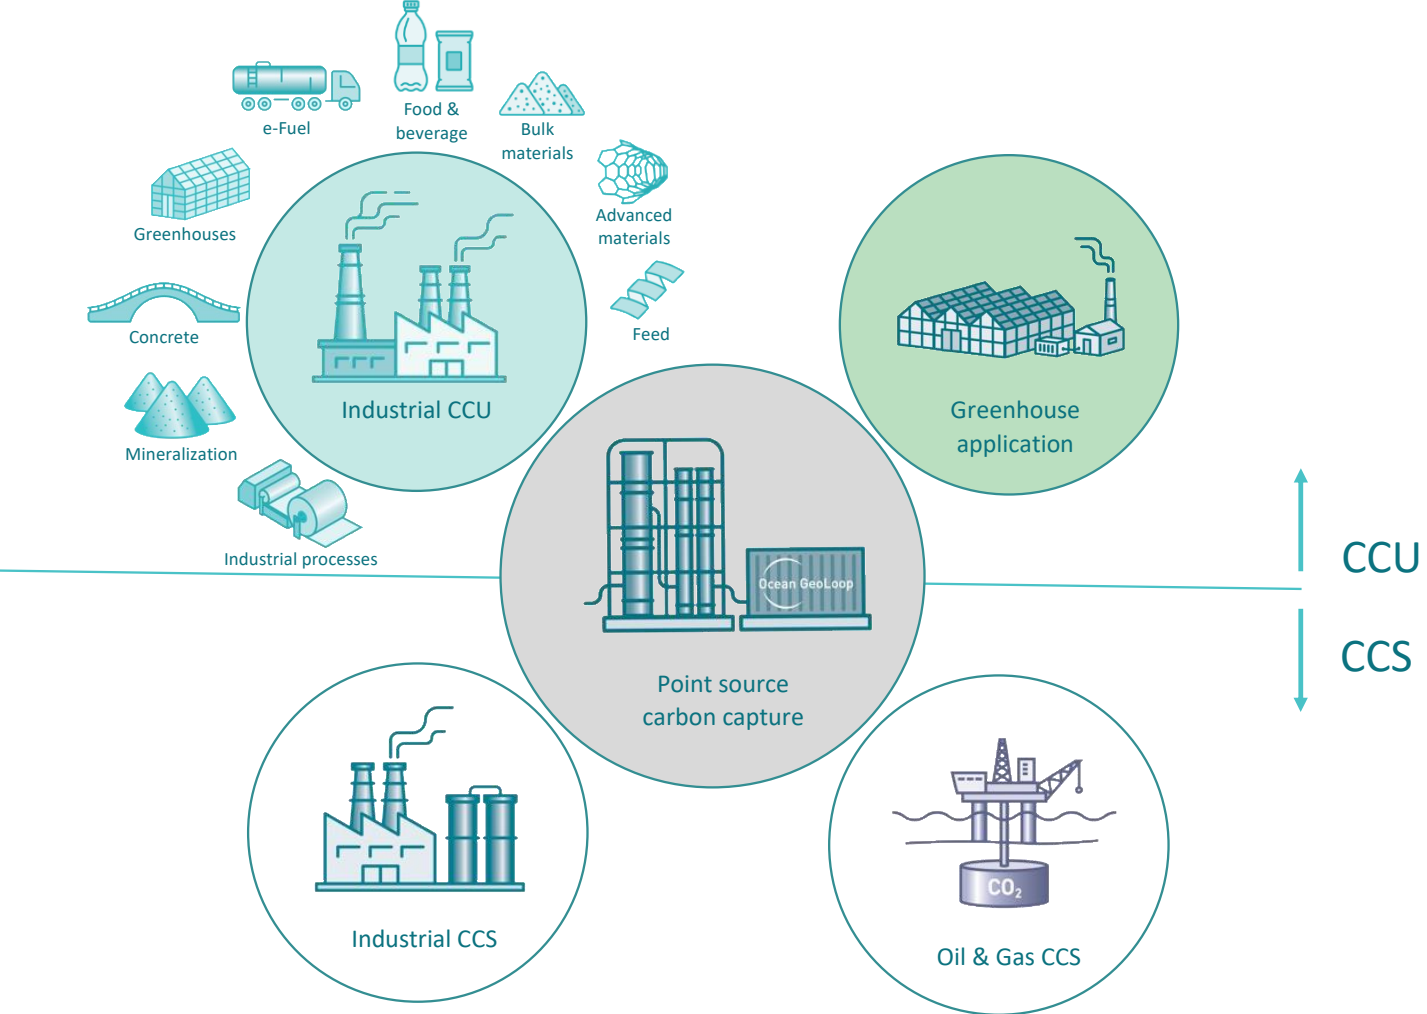 e-Fuel
Food &
beverage
Bulk
materials
Greenhouses
Advanced
materials
Concrete
Feed
Mineralization
Industrial processes
Industrial CCU
Greenhouse
application
Ocean GeoLoop
Point source
carbon capture
CCU
CCS
Industrial CCS
CO₂
Oil & Gas CCS